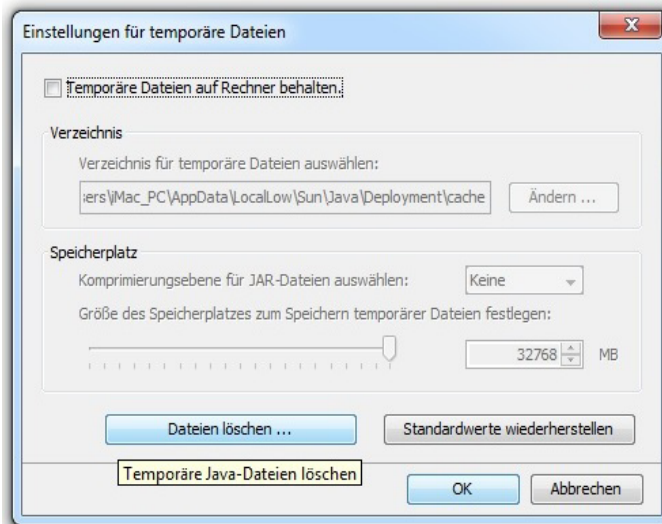 Einstellungen für temporäre Dateien
Temporäre Dateien auf Rechner behalten.
Verzeichnis
Verzeichnis für temporäre Dateien auswählen:
:ers\iMac_PC\AppData\LocalLow\Sun\Java\Deployment\cache
Ändern ...
Speicherplatz
Komprimierungsebene für JAR-Dateien auswählen:
Keine
Größe des Speicherplatzes zum Speichern temporärer Dateien festlegen:
32768
MB
Dateien löschen ...
Standardwerte wiederherstellen
Temporäre Java-Dateien löschen
OK
Abbrechen